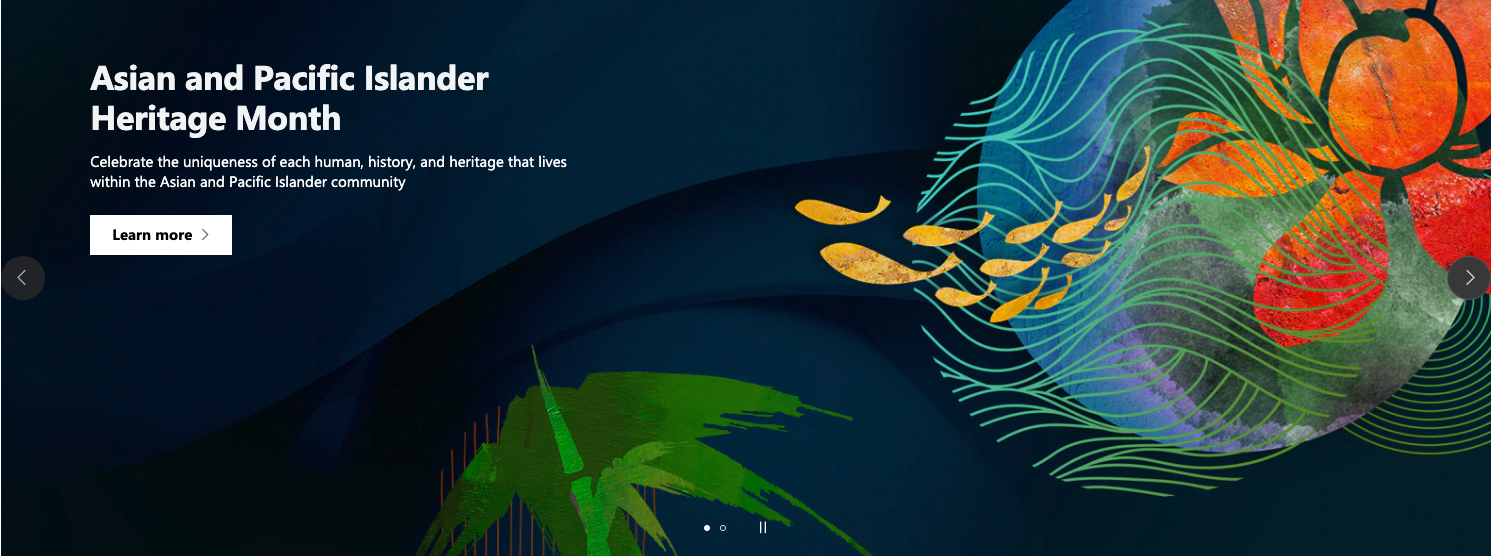 Asian and Pacific Islander
Heritage Month
Celebrate the uniqueness of each human, history, and heritage that lives
within the Asian and Pacific Islander community
Learn more